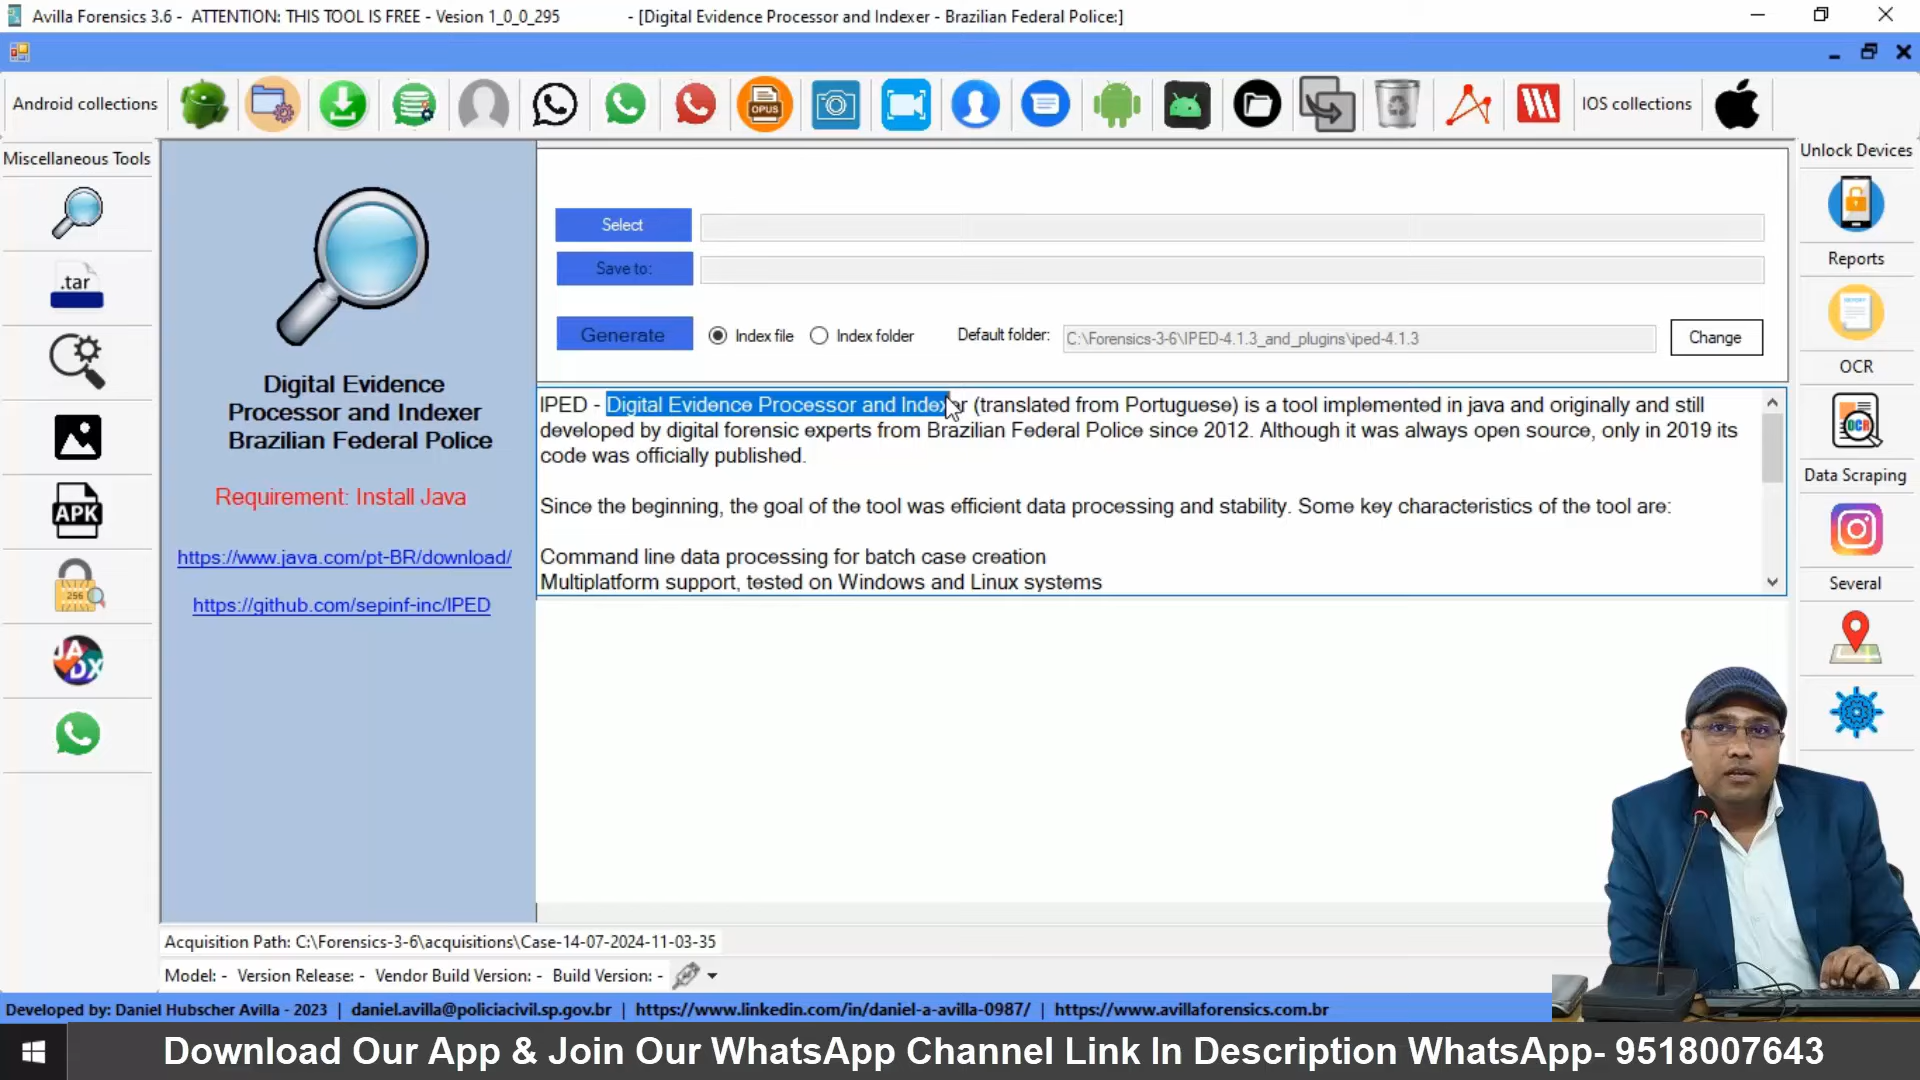 Avilla Forensics 3.6 - ATTENTION: THIS TOOL IS FREE - Vesion 1_0_0_295 - [Digital Evidence Processor and Indexer - Brazilian Federal Police:]
Android collections
OPUS
IOS collections
Miscellaneous Tools
.tar
APK
256
JADX
Digital Evidence
Processor and Indexer
Brazilian Federal Police
Requirement: Install Java
https://www.java.com/pt-BR/download/
https://github.com/sepinf-inc/IPED
Select
Save to:
Generate
Index file
Index folder
Default folder:
C:\Forensics-3-6\IPED-4.1.3_and_plugins\iped-4.1.3
Change
IPED - Digital Evidence Processor and Indexer (translated from Portuguese) is a tool implemented in java and originally and still
developed by digital forensic experts from Brazilian Federal Police since 2012. Although it was always open source, only in 2019 its
code was officially published.
Since the beginning, the goal of the tool was efficient data processing and stability. Some key characteristics of the tool are:
Command line data processing for batch case creation
Multiplatform support, tested on Windows and Linux systems
Unlock Devices
Reports
REPORT
OCR
OCR
Data Scraping
Several
Acquisition Path: C:\Forensics-3-6\acquisitions\Case-14-07-2024-11-03-35
Model: - Version Release: - Vendor Build Version: - Build Version: -
Developed by: Daniel Hubscher Avilla - 2023 | daniel.avilla@policiacivil.sp.gov.br | https://www.linkedin.com/in/daniel-a-avilla-0987/ | https://www.avillaforensics.com.br
Download Our App & Join Our WhatsApp Channel Link In Description WhatsApp- 9518007643